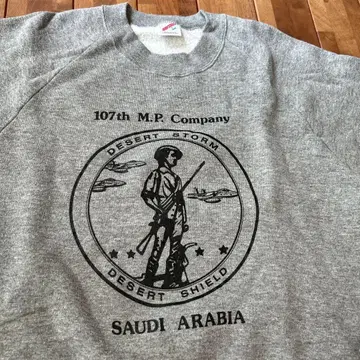 107th M.P. Company
DESERT STORM
DESERT SHIELD
SAUDI ARABIA